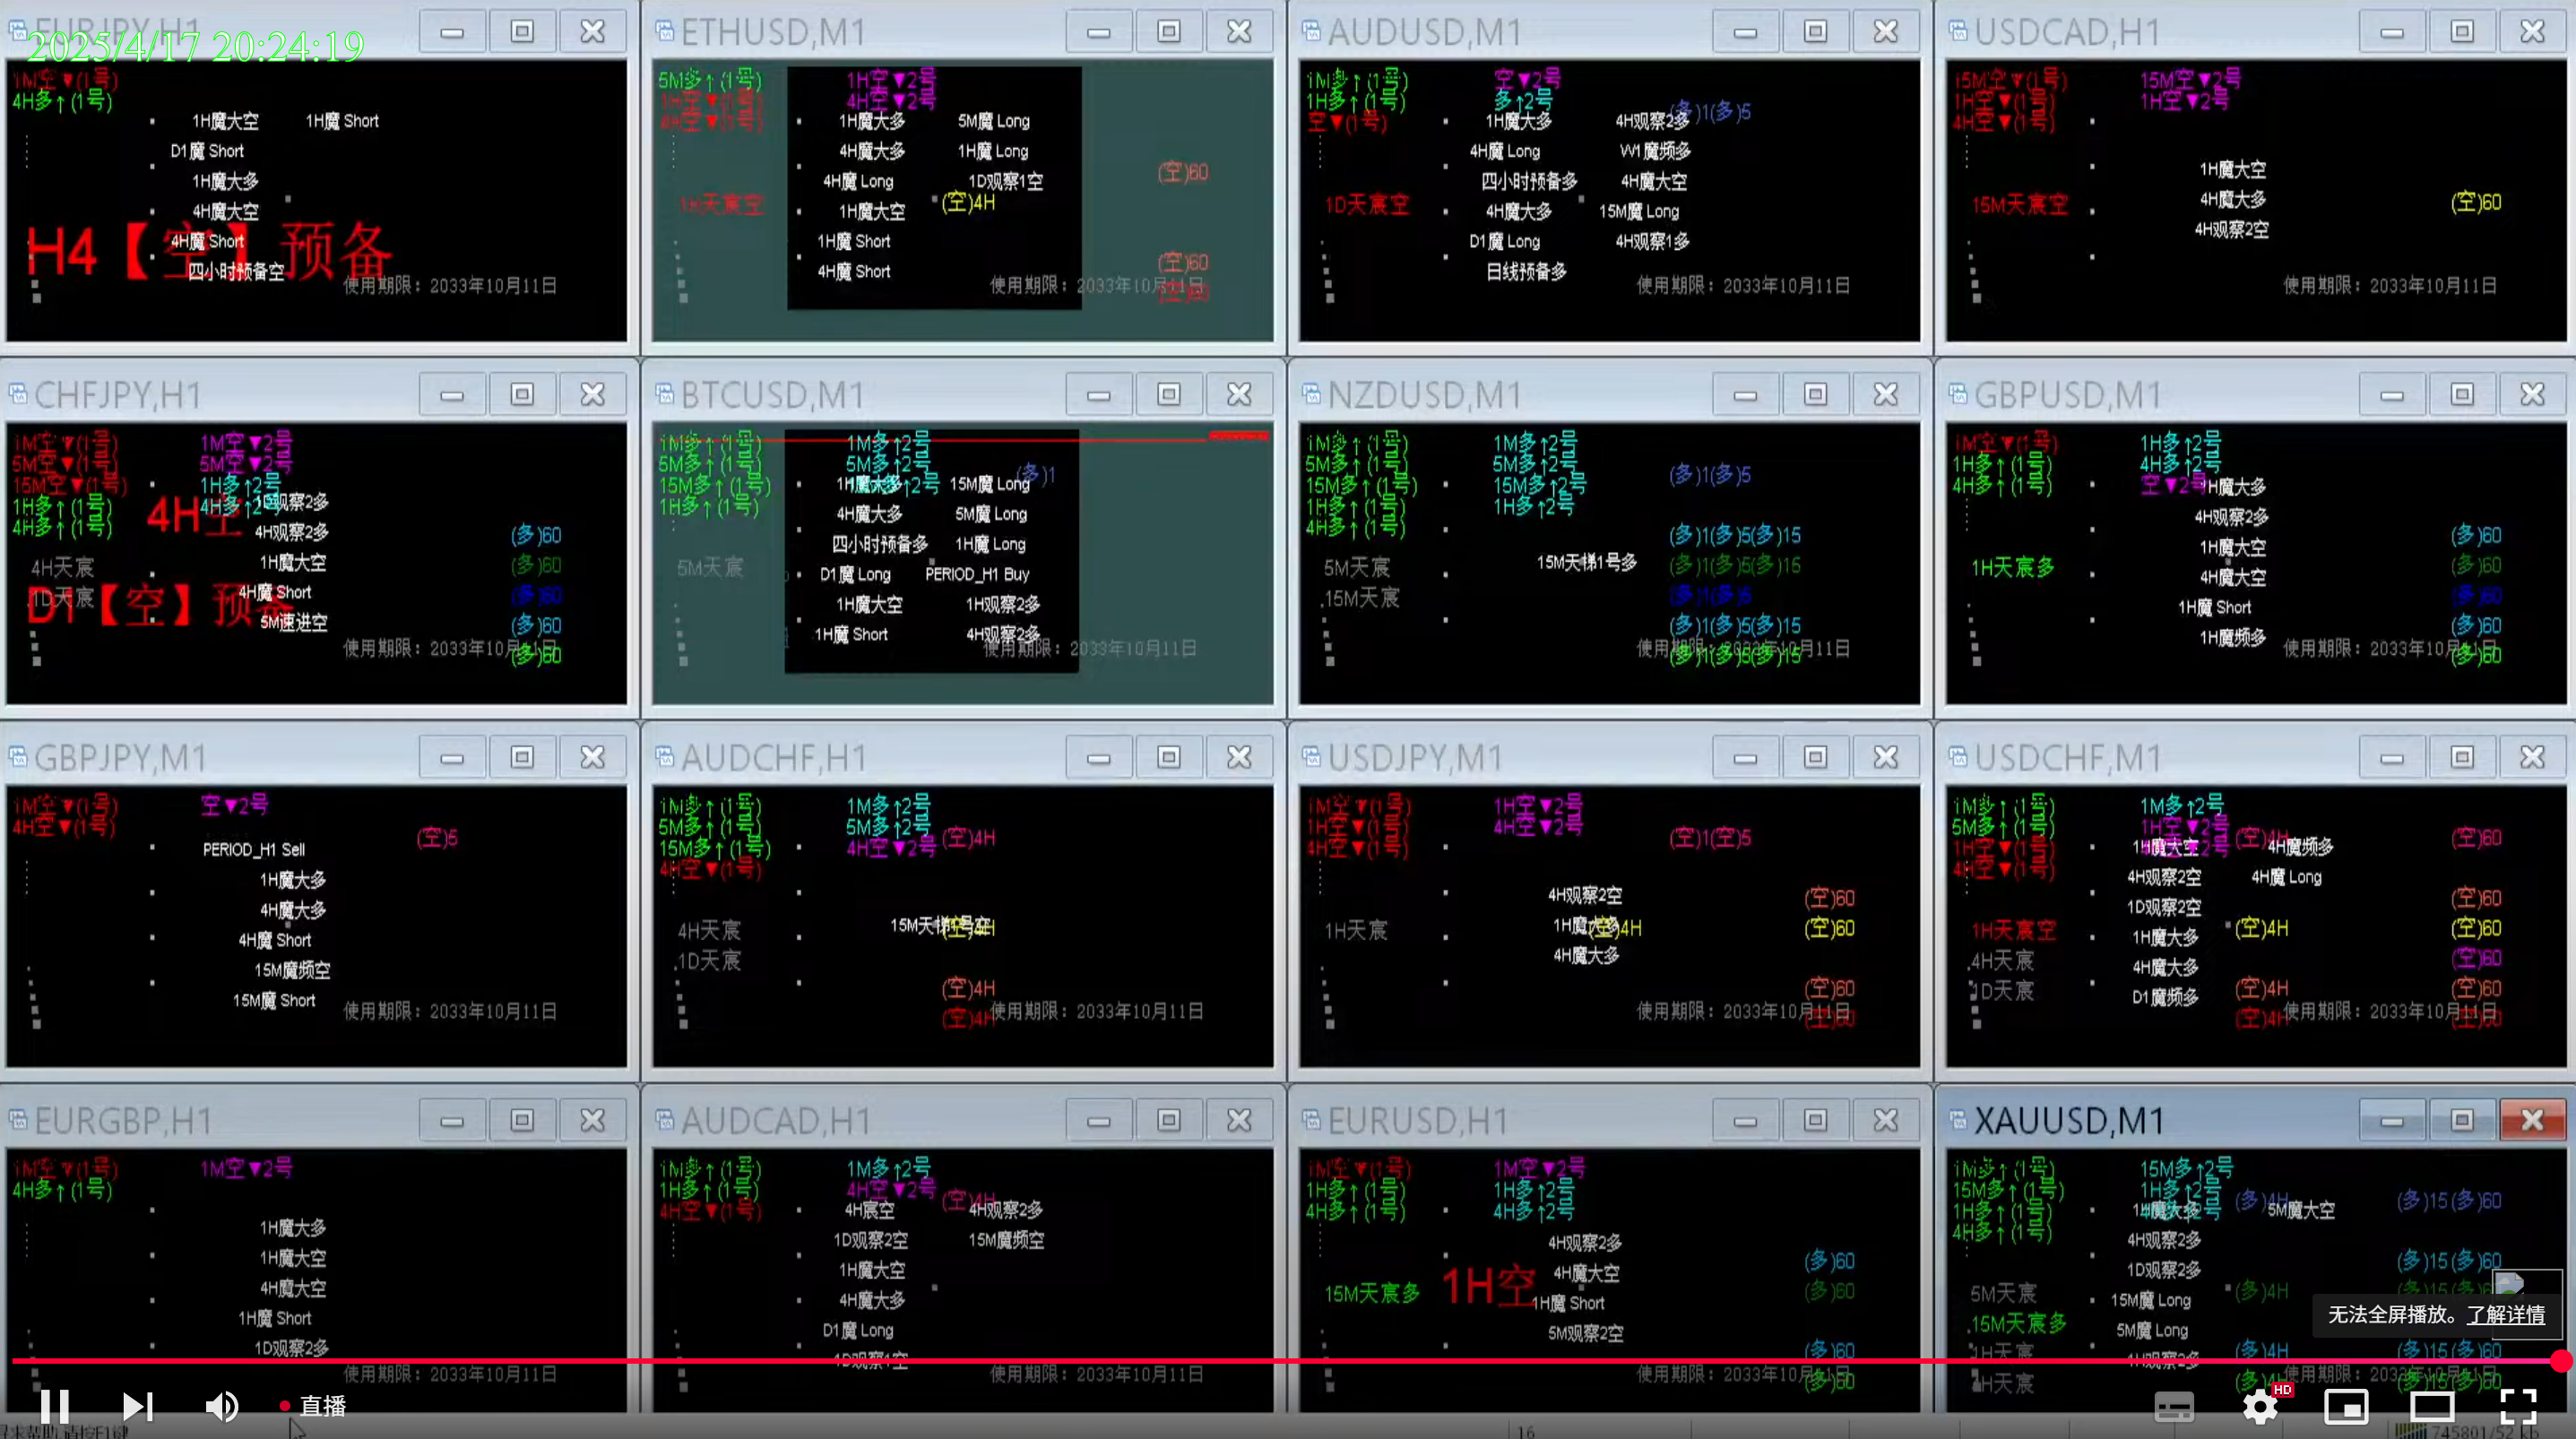 EURJPY,H1
2025/4/17 20:24:19
1M空▼(1号)
4H多↑(1号)
1H魔大空 1H魔 Short
D1魔 Short
1H魔大多
4H魔大空
4H魔 Short
H4【空】预备
四小时预备空
使用期限：2033年10月11日
ETHUSD,M1
5M多↑(1号) 1H空▼2号
1H空▼(1号) 4H空▼2号
4H空▼(1号)
1H魔大多 5M魔 Long
4H魔大多 1H魔 Long
(空)60
4H魔 Long 1D观察1空
1H天宸空
(空)4H
1H魔大空
1H魔 Short
(空)60
4H魔 Short
使用期限：2033年10月11日
(空)60
AUDUSD,M1
1M多↑(1号) 空▼2号
1H多↑(1号) 多↑2号
空▼(1号)
(多)1(多)5
1H魔大多 4H观察2多
4H魔 Long W1魔频多
四小时预备多 4H魔大空
1D天宸空
4H魔大多 15M魔 Long
D1魔 Long 4H观察1多
日线预备多
使用期限：2033年10月11日
USDCAD,H1
15M空▼(1号) 15M空▼2号
1H空▼(1号) 1H空▼2号
4H空▼(1号)
1H魔大空
4H魔大多
15M天宸空
(空)60
4H观察2空
使用期限：2033年10月11日
CHFJPY,H1
1M空▼(1号) 1M空▼2号
5M空▼(1号) 5M空▼2号
15M空▼(1号) 1H多↑2号
1H多↑(1号) 4H多↑2号
4H多↑(1号)
4H空
观察2多
4H观察2多
(多)60
1H魔大空
4H天宸
(多)60
4H魔 Short
1D天宸
(多)60
D1【空】预备
5M速进空
(多)60
使用期限：2033年10月11日
(多)60
BTCUSD,M1
1M多↑(1号) 1M多↑2号
5M多↑(1号) 5M多↑2号
15M多↑(1号)
1H多↑(1号)
(多)1
1H魔大多 15M魔 Long
4H魔大多 5M魔 Long
四小时预备多 1H魔 Long
5M天宸
D1魔 Long PERIOD_H1 Buy
1H魔大空 1H观察2多
1H魔 Short 4H观察2多
使用期限：2033年10月11日
NZDUSD,M1
1M多↑(1号) 1M多↑2号
5M多↑(1号) 5M多↑2号
15M多↑(1号) 15M多↑2号
1H多↑(1号) 1H多↑2号
4H多↑(1号)
(多)1(多)5
(多)1(多)5(多)15
15M天梯1号多
5M天宸
(多)1(多)5(多)15
15M天宸
(多)1(多)5
(多)1(多)5(多)15
使用期限：2033年10月11日
(多)1(多)5(多)15
GBPUSD,M1
1M空▼(1号) 1H多↑2号
1H多↑(1号) 4H多↑2号
4H多↑(1号) 空▼2号
1H魔大多
4H观察2多
(多)60
1H魔大空
1H天宸多
(多)60
4H魔大空
(多)60
1H魔 Short
(多)60
1H魔频多
使用期限：2033年10月11日
(多)60
GBPJPY,M1
1M空▼(1号) 空▼2号
4H空▼(1号)
(空)5
PERIOD_H1 Sell
1H魔大多
4H魔大多
4H魔 Short
15M魔频空
15M魔 Short
使用期限：2033年10月11日
AUDCHF,H1
1M多↑(1号) 1M多↑2号
5M多↑(1号) 5M多↑2号
15M多↑(1号) 4H空▼2号
4H空▼(1号)
(空)4H
4H天宸
(空)4H
1D天宸
(空)4H
(空)4H
使用期限：2033年10月11日
USDJPY,M1
1M空▼(1号) 1H空▼2号
1H空▼(1号) 4H空▼2号
4H空▼(1号)
(空)1(空)5
4H观察2空
(空)60
1H魔大多
1H天宸
(空)4H
(空)60
4H魔大多
(空)60
使用期限：2033年10月11日
(空)60
USDCHF,M1
1M多↑(1号) 1M多↑2号
5M多↑(1号) 1H空▼2号
1H空▼(1号)
4H空▼(1号)
(空)4H
(空)60
1H魔大空 4H魔频多
4H观察2空 4H魔 Long
1D观察2空
(空)60
1H天宸空
1H魔大多
(空)4H
(空)60
4H天宸
4H魔大多
(空)60
1D天宸
D1魔频多
(空)4H
(空)60
(空)4H
使用期限：2033年10月11日
(空)60
EURGBP,H1
1M空▼(1号) 1M空▼2号
4H多↑(1号)
1H魔大多
1H魔大空
4H魔大空
1H魔 Short
1D观察2多
使用期限：2033年10月11日
AUDCAD,H1
1M多↑(1号) 1M多↑2号
1H多↑(1号) 4H空▼2号
4H空▼(1号)
(空)4H
4H宸空 4H观察2多
1D观察2空 15M魔频空
1H魔大空
4H魔大多
D1魔 Long
1D观察1空
使用期限：2033年10月11日
EURUSD,H1
1M空▼(1号) 1M空▼2号
1H多↑(1号) 1H多↑2号
4H多↑(1号) 4H多↑2号
4H观察2多
(多)60
4H魔大空
15M天宸多
1H空
(多)60
1H魔 Short
5M观察2空
(多)60
使用期限：2033年10月11日
(多)60
XAUUSD,M1
1M多↑(1号) 15M多↑2号
15M多↑(1号) 1H多↑2号
1H多↑(1号)
4H多↑(1号)
(多)4H
(多)15(多)60
1H魔大多 5M魔大空
4H观察2多
1D观察2多
(多)15(多)60
5M天宸
(多)4H
15M魔 Long
15M天宸多
5M魔 Long
1H天宸
(多)4H
(多)15(多)60
4H天宸
使用期限：2033年10月11日
无法全屏播放。了解详情
直播
HD
16
745801/52 kb